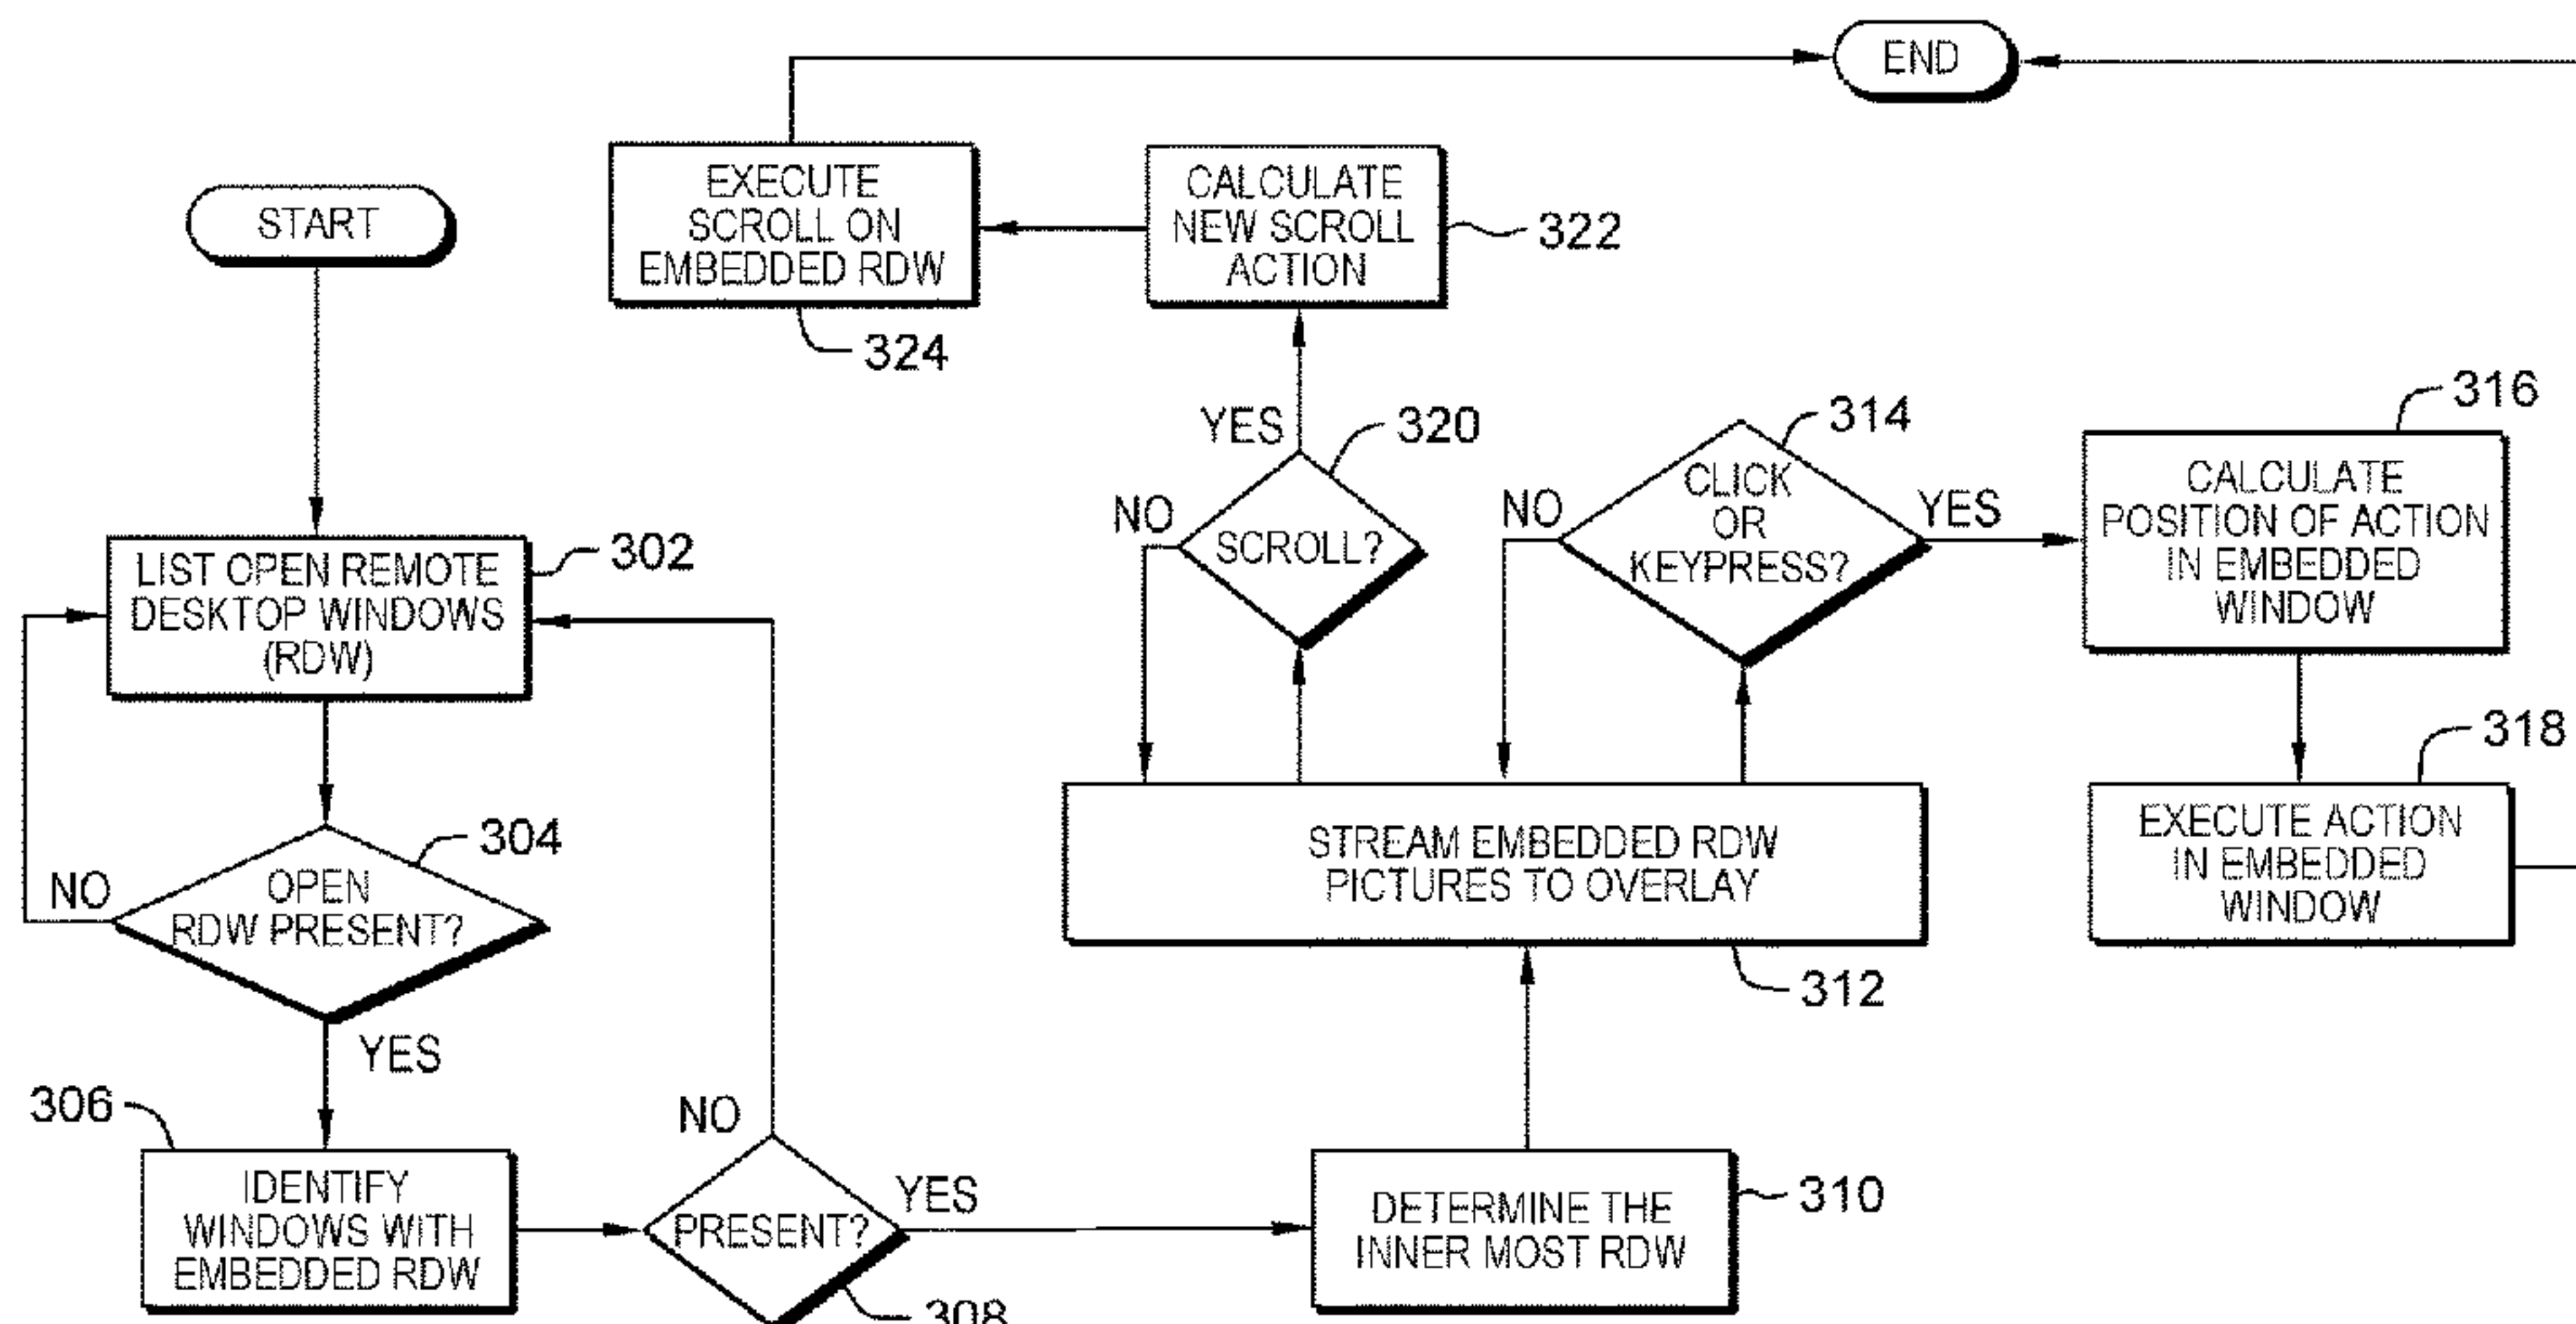 END
START
EXECUTE
SCROLL ON
EMBEDDED RDW
324
CALCULATE
NEW SCROLL
ACTION
322
YES
320
NO
SCROLL?
314
CLICK
OR
KEYPRESS?
NO
YES
316
CALCULATE
POSITION OF ACTION
IN EMBEDDED
WINDOW
302
LIST OPEN REMOTE
DESKTOP WINDOWS
(RDW)
318
EXECUTE ACTION
IN EMBEDDED
WINDOW
304
OPEN
RDW PRESENT?
NO
YES
STREAM EMBEDDED RDW
PICTURES TO OVERLAY
312
306
IDENTIFY
WINDOWS WITH
EMBEDDED RDW
NO
PRESENT?
YES
308
DETERMINE THE
INNER MOST RDW
310